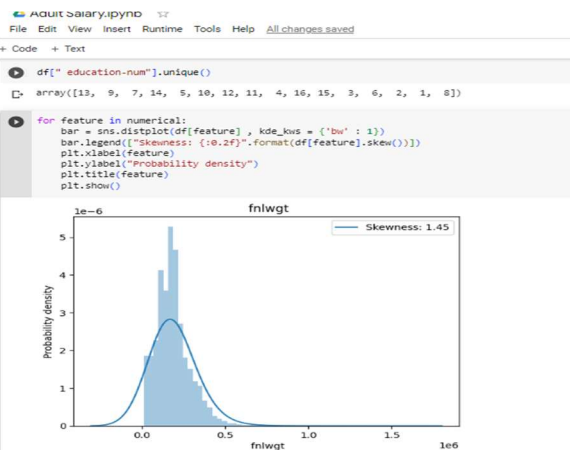 Adult Salary.ipynb
File Edit View Insert Runtime Tools Help All changes saved
+ Code + Text
df[" education-num"].unique()
array([13, 9, 7, 14, 5, 10, 12, 11, 4, 16, 15, 3, 6, 2, 1, 8])
for feature in numerical:
bar = sns.distplot(df[feature] , kde_kws = {'bw' : 1})
bar.legend(["Skewness: {:0.2f}".format(df[feature].skew())])
plt.xlabel(feature)
plt.ylabel("Probability density")
plt.title(feature)
plt.show()
fnlwgt
1e-6
Skewness: 1.45
5
4
3
2
1
0
Probability density
0.0 0.5 1.0 1.5
fnlwgt
1e6